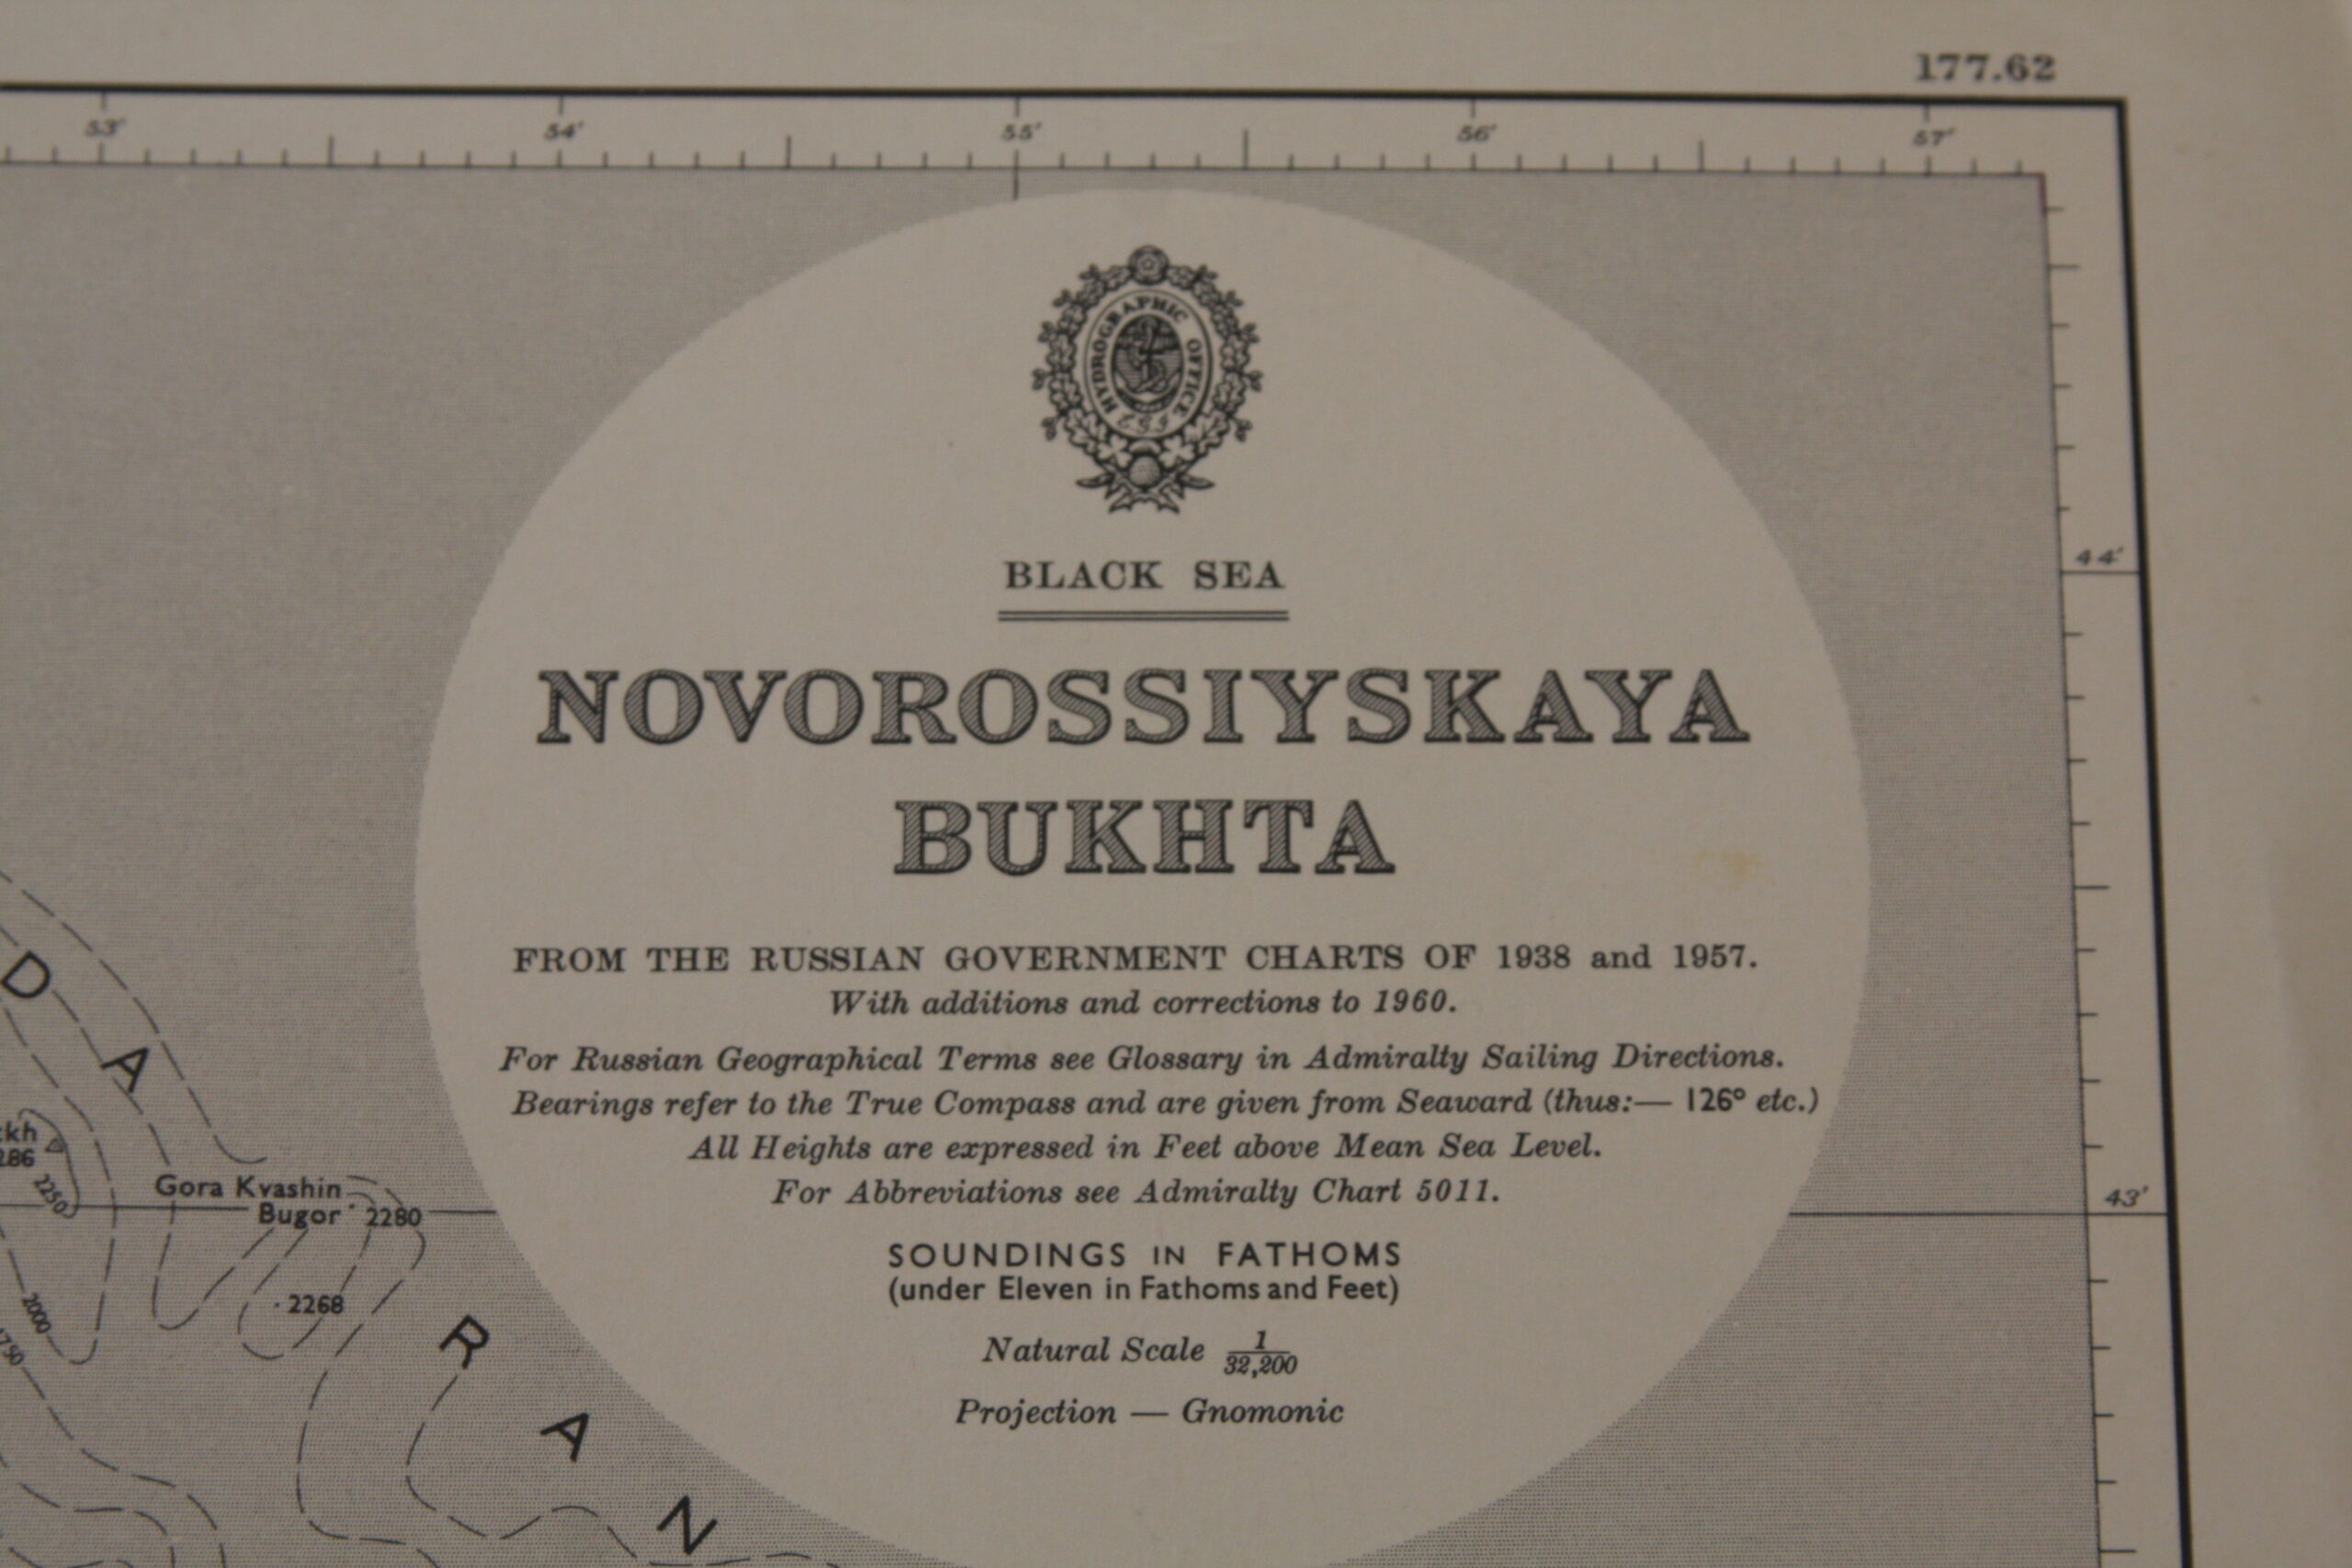 177.62
53' 54' 55' 56' 57'
HYDROGRAPHIC OFFICE
BLACK SEA
44'
NOVOROSSIYSKAYA
BUKHTA
FROM THE RUSSIAN GOVERNMENT CHARTS OF 1938 and 1957.
With additions and corrections to 1960.
For Russian Geographical Terms see Glossary in Admiralty Sailing Directions.
Bearings refer to the True Compass and are given from Seaward (thus:— 126° etc.)
All Heights are expressed in Feet above Mean Sea Level.
For Abbreviations see Admiralty Chart 5011.
SOUNDINGS IN FATHOMS
(under Eleven in Fathoms and Feet)
Natural Scale 1/32,200
Projection — Gnomonic
43'
D A
R A N
2250
Gora Kvashin
Bugor 2280
2268
2000